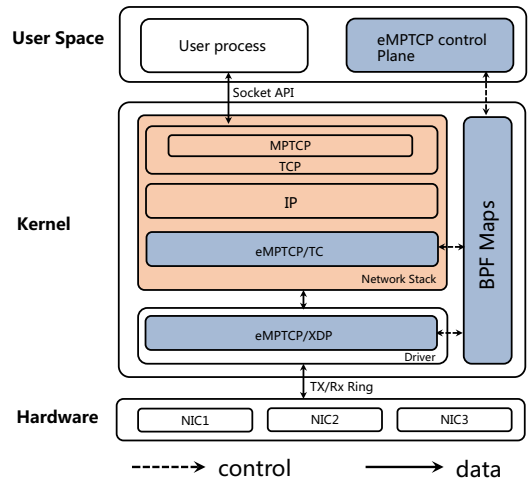 User Space
User process
eMPTCP control
Plane
Socket API
Kernel
MPTCP
TCP
IP
eMPTCP/TC
Network Stack
BPF Maps
eMPTCP/XDP
Driver
TX/Rx Ring
Hardware
NIC1
NIC2
NIC3
control
data